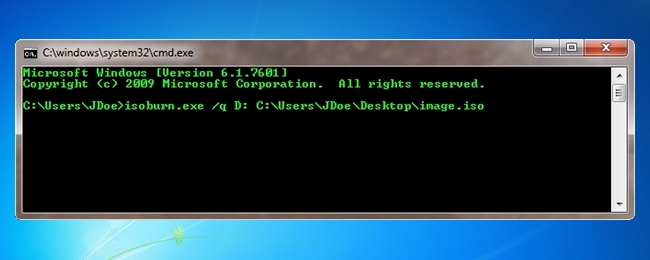 C:\windows\system32\cmd.exe
Microsoft Windows [Version 6.1.7601]
Copyright (c) 2009 Microsoft Corporation.  All rights reserved.
C:\Users\JDoe>isoburn.exe /q D: C:\Users\JDoe\Desktop\image.iso